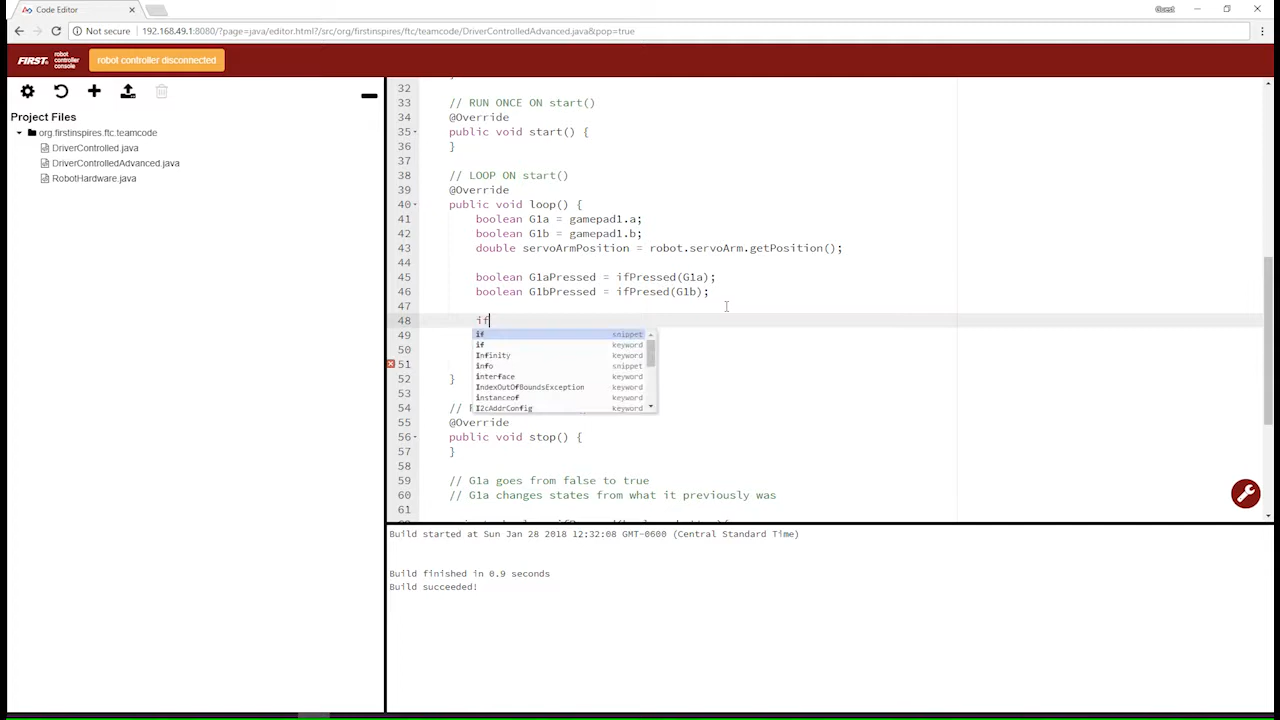 Code Editor
Guest
Not secure
192.168.49.1:8080/?page=java/editor.html?/src/org/firstinspires/ftc/teamcode/DriverControlledAdvanced.java&pop=true
FIRST
robot
controller
console
robot controller disconnected
Project Files
org.firstinspires.ftc.teamcode
DriverControlled.java
DriverControlledAdvanced.java
RobotHardware.java
32
33 // RUN ONCE ON start()
34 @Override
35 public void start() {
36 }
37
38 // LOOP ON start()
39 @Override
40 public void loop() {
41 boolean G1a = gamepad1.a;
42 boolean G1b = gamepad1.b;
43 double servoArmPosition = robot.servoArm.getPosition();
44
45 boolean G1aPressed = ifPressed(G1a);
46 boolean G1bPressed = ifPresed(G1b);
47
48 if
if snippet
49
if keyword
Infinity keyword
50
info snippet
51
interface keyword
52 }
IndexOutOfBoundsException keyword
53
instanceof keyword
54 //
I2cAddrConfig keyword
55 @Override
56 public void stop() {
57 }
58
59 // G1a goes from false to true
60 // G1a changes states from what it previously was
61
Build started at Sun Jan 28 2018 12:32:08 GMT-0600 (Central Standard Time)
Build finished in 0.9 seconds
Build succeeded!